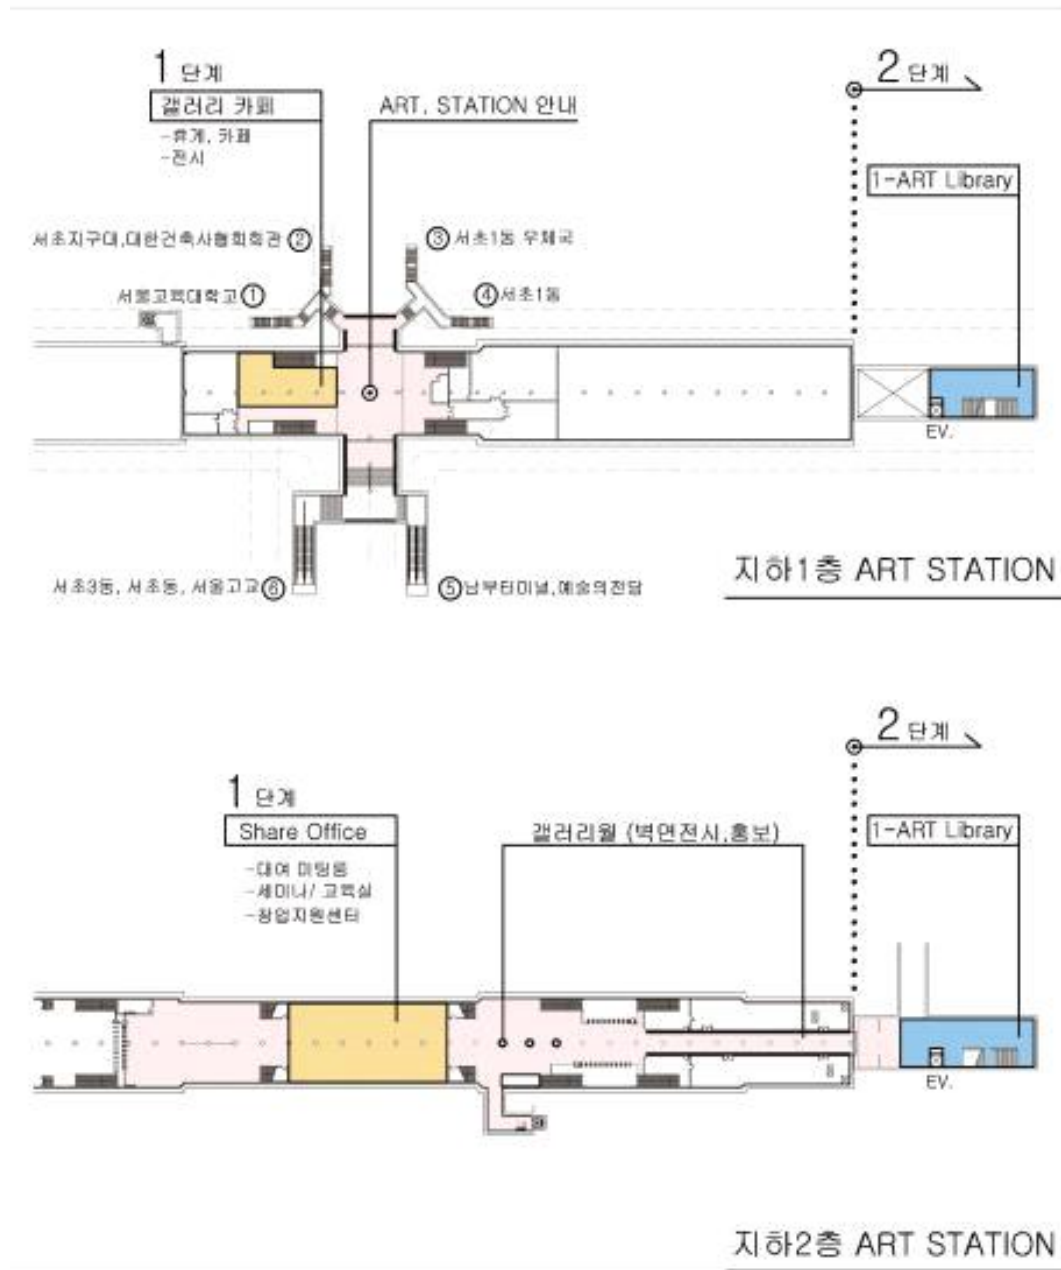 1 단계
갤러리 카페
-휴게, 카페
-전시
ART. STATION 안내
2 단계
1-ART Library
서초지구대,대한건축사협회회관 ②
③ 서초1동 우체국
서울교육대학교 ①
④ 서초1동
EV.
서초3동, 서초동, 서울고교 ⑥
⑤ 남부터미널,예술의전당
지하1층 ART STATION
2 단계
1 단계
Share Office
-대여 미팅룸
-세미나/ 교육실
-창업지원센터
갤러리월 (벽면전시,홍보)
1-ART Library
EV.
지하2층 ART STATION